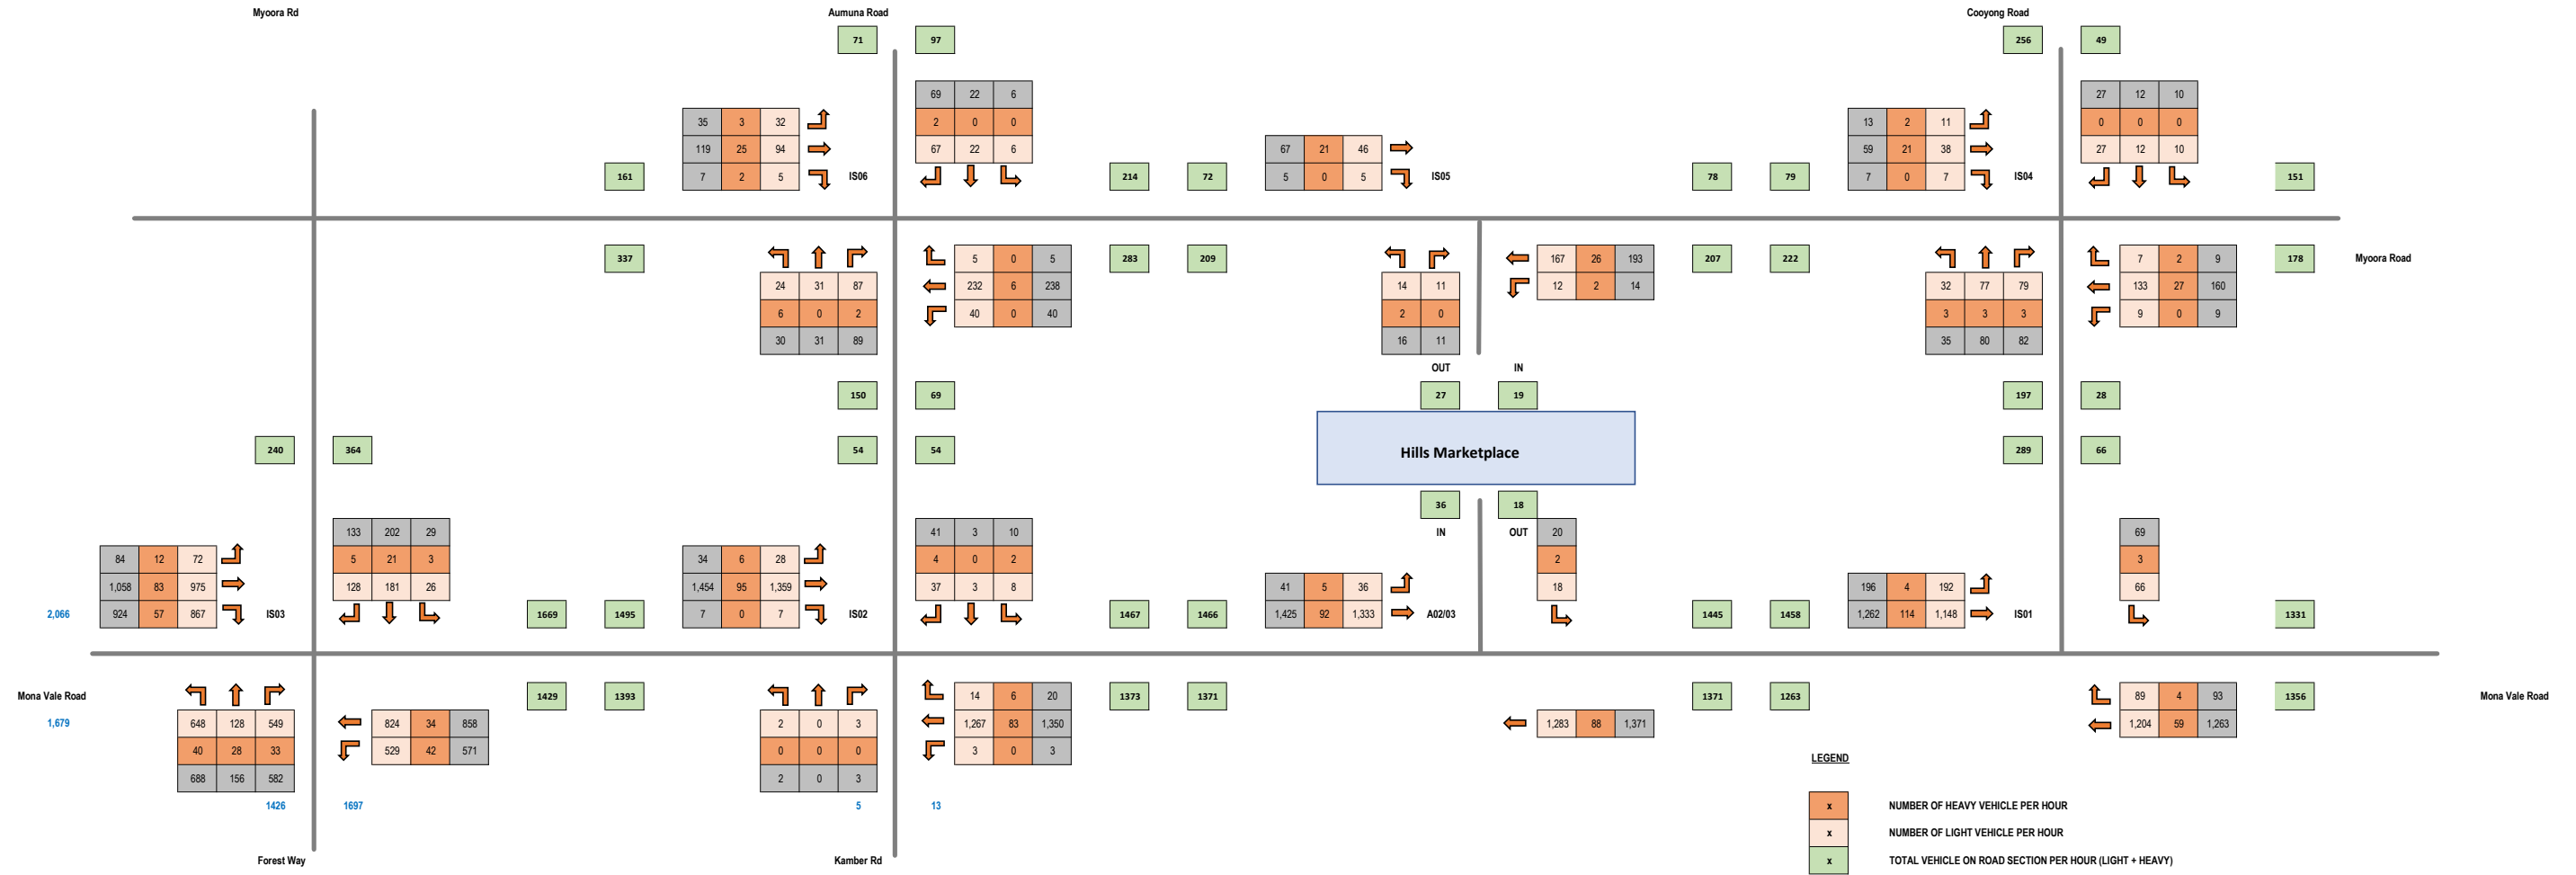 Myoora Rd
Aumuna Road
Cooyong Road
71 97
256 49
69 22 6
2 0 0
67 22 6
27 12 10
0 0 0
27 12 10
35 3 32
119 25 94
7 2 5
IS06
67 21 46
5 0 5
IS05
13 2 11
59 21 38
7 0 7
IS04
161
214 72
78 79
151
337
283 209
207 222
178
Myoora Road
24 31 87
6 0 2
30 31 89
5 0 5
232 6 238
40 0 40
14 11
2 0
16 11
167 26 193
12 2 14
32 77 79
3 3 3
35 80 82
7 2 9
133 27 160
9 0 9
OUT IN
150 69
27 19
197 28
240 364
54 54
Hills Marketplace
289 66
36 18
IN OUT
133 202 29
5 21 3
128 181 26
84 12 72
1,058 83 975
924 57 867
IS03
2,066
34 6 28
1,454 95 1,359
7 0 7
IS02
41 3 10
4 0 2
37 3 8
41 5 36
1,425 92 1,333
A02/03
20
2
18
196 4 192
1,262 114 1,148
IS01
69
3
66
1669 1495
1467 1466
1445 1458
1331
Mona Vale Road
1,679
1429 1393
1373 1371
1371 1263
1356
Mona Vale Road
648 128 549
40 28 33
688 156 582
824 34 858
529 42 571
2 0 3
0 0 0
2 0 3
14 6 20
1,267 83 1,350
3 0 3
1,283 88 1,371
89 4 93
1,204 59 1,263
1426 1697
5 13
LEGEND
x NUMBER OF HEAVY VEHICLE PER HOUR
x NUMBER OF LIGHT VEHICLE PER HOUR
x TOTAL VEHICLE ON ROAD SECTION PER HOUR (LIGHT + HEAVY)
Forest Way
Kamber Rd